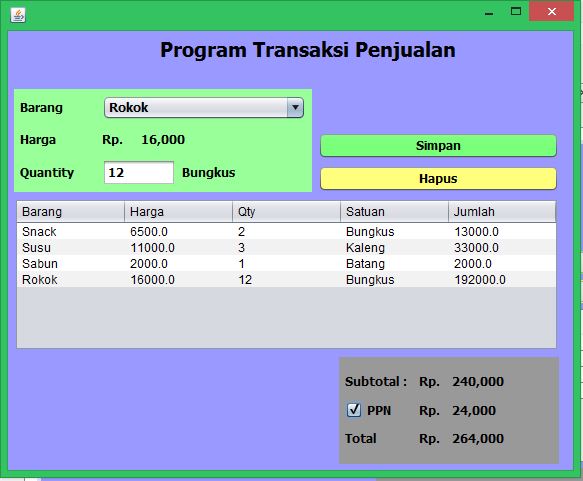 Program Transaksi Penjualan
Barang Rokok
Harga Rp. 16,000
Quantity 12 Bungkus
Simpan
Hapus
Barang Harga Qty Satuan Jumlah
Snack 6500.0 2 Bungkus 13000.0
Susu 11000.0 3 Kaleng 33000.0
Sabun 2000.0 1 Batang 2000.0
Rokok 16000.0 12 Bungkus 192000.0
Subtotal : Rp. 240,000
PPN Rp. 24,000
Total Rp. 264,000